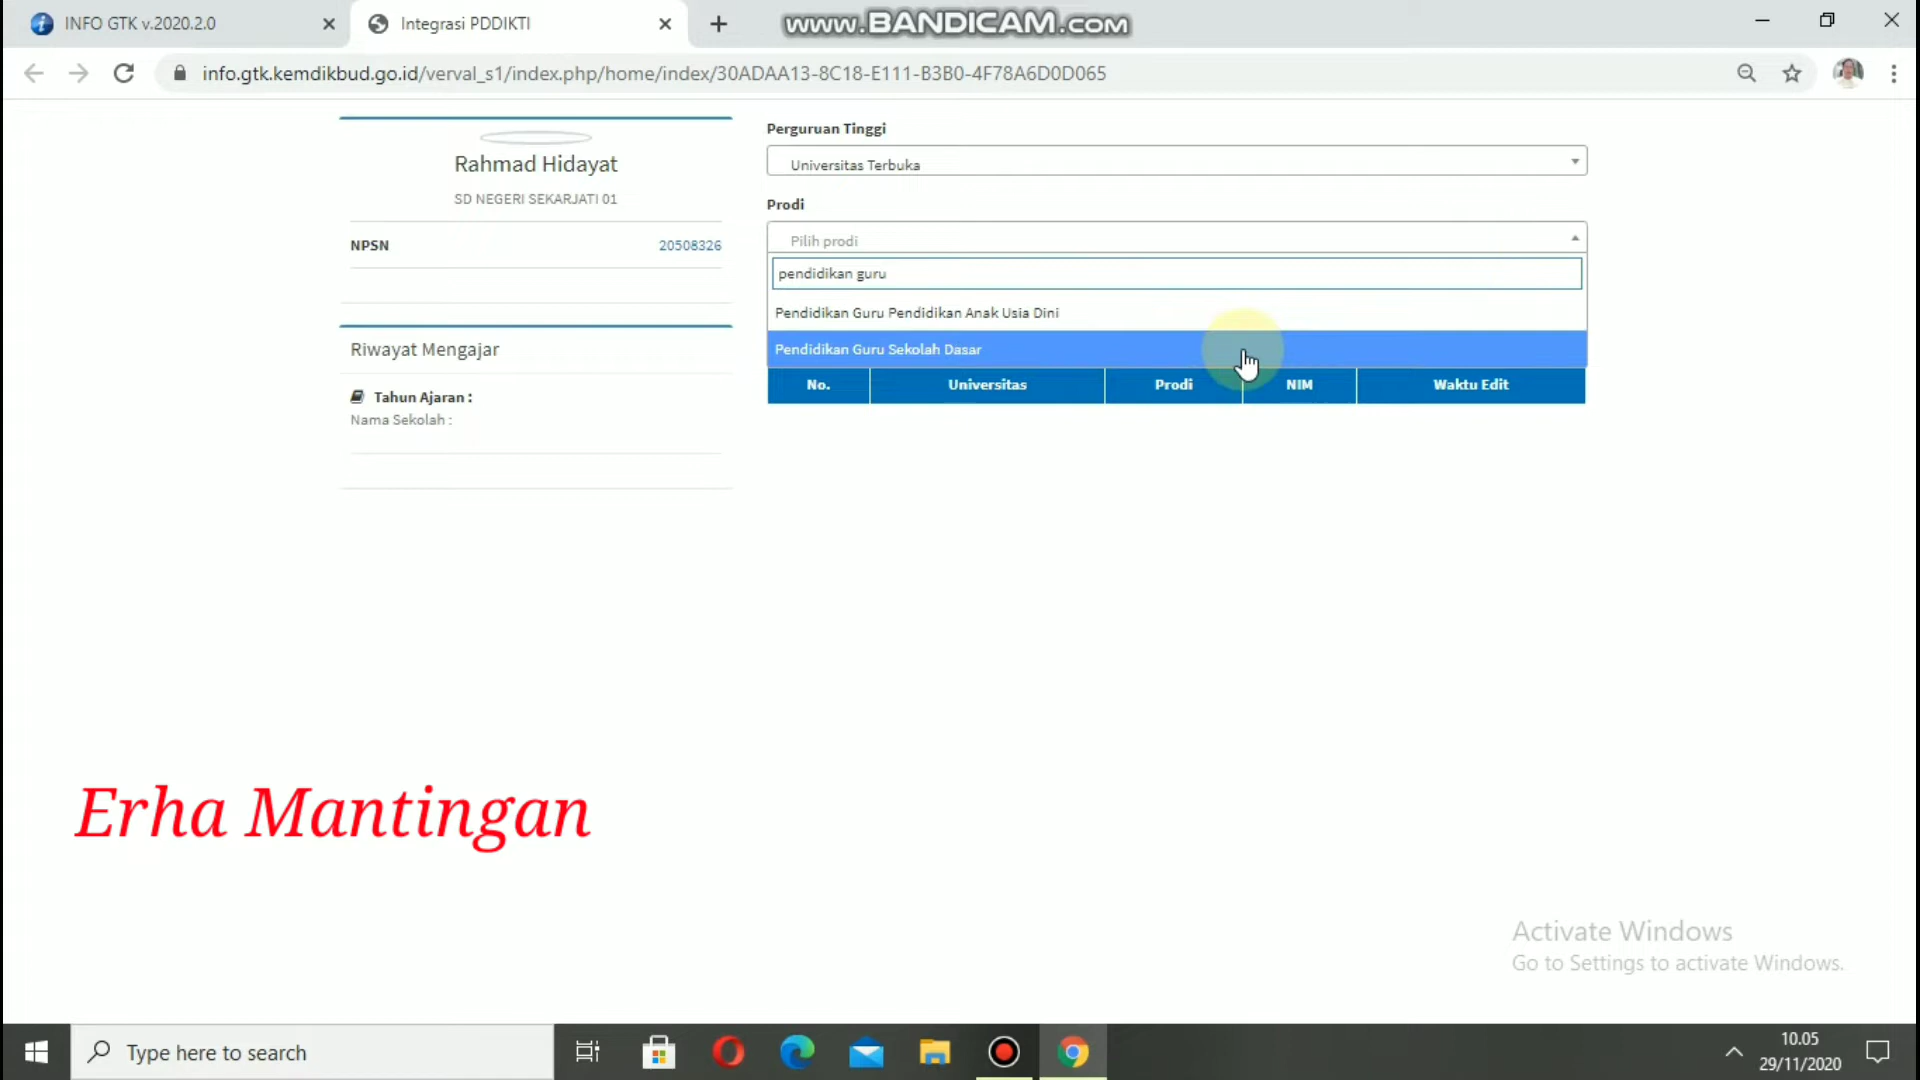 INFO GTK v.2020.2.0
Integrasi PDDIKTI
www.BANDICAM.com
info.gtk.kemdikbud.go.id/verval_s1/index.php/home/index/30ADAA13-8C18-E111-B3B0-4F78A6D0D065
Rahmad Hidayat
SD NEGERI SEKARJATI 01
NPSN 20508326
Riwayat Mengajar
Tahun Ajaran :
Nama Sekolah :
Perguruan Tinggi
Universitas Terbuka
Prodi
Pilih prodi
pendidikan guru
Pendidikan Guru Pendidikan Anak Usia Dini
Pendidikan Guru Sekolah Dasar
No. Universitas Prodi NIM Waktu Edit
Erha Mantingan
Activate Windows
Go to Settings to activate Windows.
Type here to search
10.05
29/11/2020